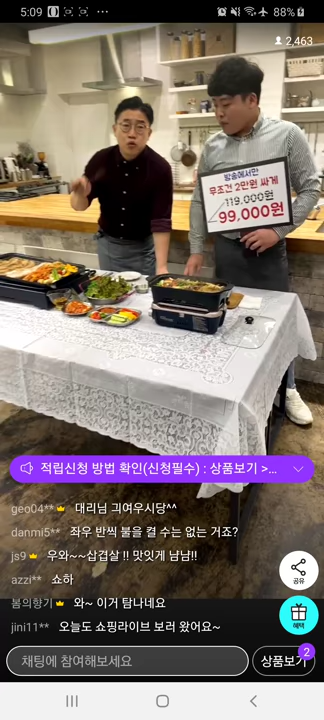 5:09
88%
2,463
방송에서만
무조건 2만원 싸게
119,000원
99,000원
적립신청 방법 확인(신청필수) : 상품보기 >...
geo04** 대리님 긔여우시당^^
danmi5** 좌우 반씩 불을 켤 수는 없는 거죠?
js9 우와~~삼겹살 !! 맛잇게 냠냠!!
azzi** 쇼하
봄의향기 와~ 이거 탐나네요
jini11** 오늘도 쇼핑라이브 보러 왔어요~
공유
혜택
채팅에 참여해보세요
상품보기
2